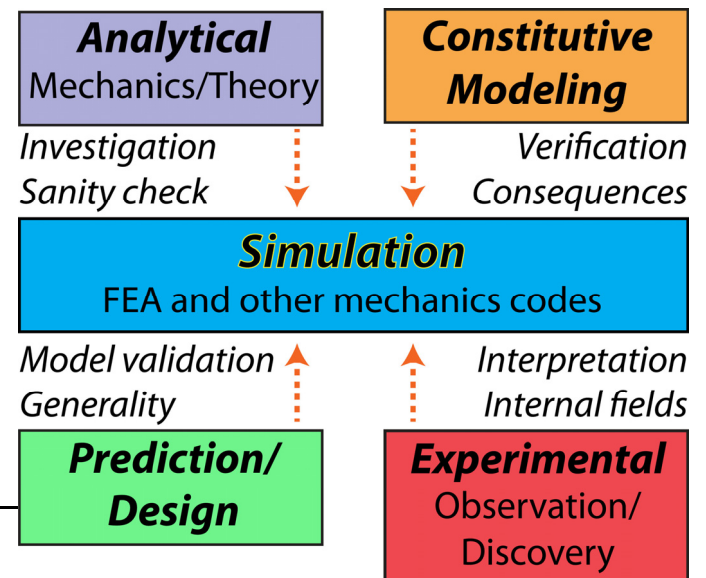 Analytical
Mechanics/Theory
Constitutive
Modeling
Investigation
Sanity check
Verification
Consequences
Simulation
FEA and other mechanics codes
Model validation
Generality
Interpretation
Internal fields
Prediction/
Design
Experimental
Observation/
Discovery